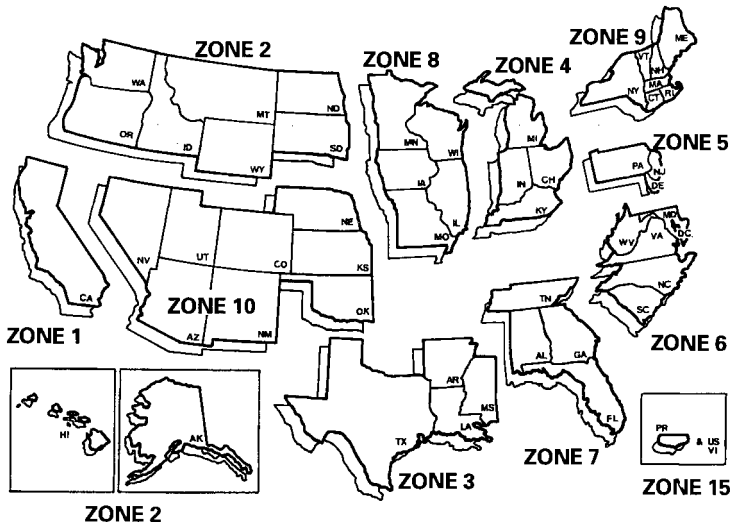 ZONE 2
ZONE 8
ZONE 4
ZONE 9
ME
VT
NH
NY
MA
CT
RI
WA
MT
ND
OR
ID
WY
SD
MN
WI
MI
IA
IL
MO
IN
OH
KY
ZONE 5
PA
NJ
DE
MD
DC
WV
VA
NC
SC
ZONE 6
CA
ZONE 1
NV
UT
CO
NE
KS
OK
ZONE 10
AZ
NM
TN
AL
GA
FL
ZONE 7
AR
MS
LA
TX
ZONE 3
HI
AK
ZONE 2
PR
& US
VI
ZONE 15